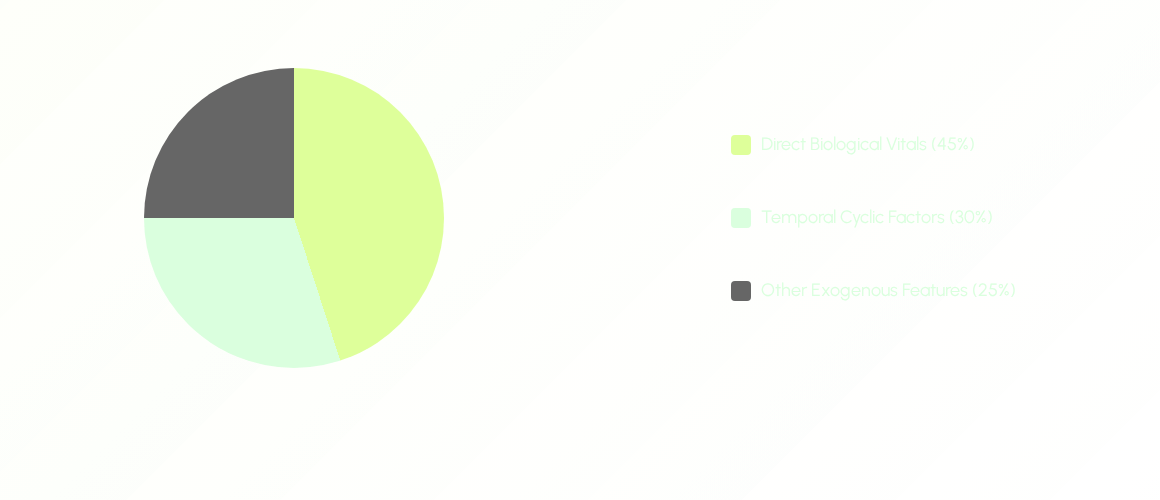 Direct Biological Vitals (45%)
Temporal Cyclic Factors (30%)
Other Exogenous Features (25%)